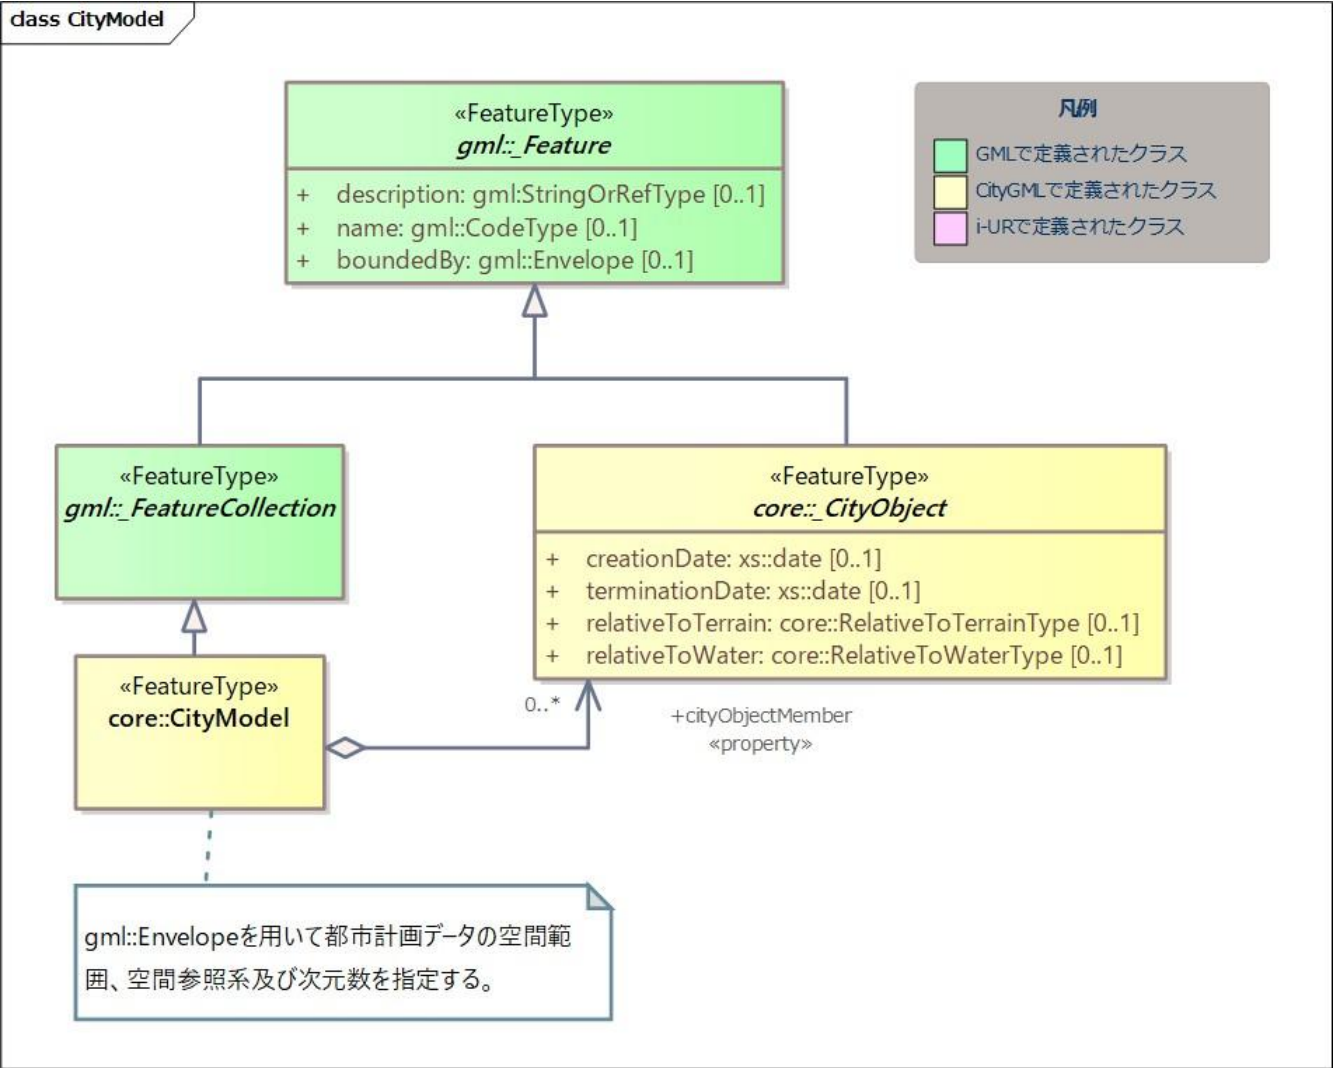 class CityModel
«FeatureType»
gml::_Feature
+ description: gml:StringOrRefType [0..1]
+ name: gml::CodeType [0..1]
+ boundedBy: gml::Envelope [0..1]
凡例
GMLで定義されたクラス
CityGMLで定義されたクラス
i-URで定義されたクラス
«FeatureType»
gml::_FeatureCollection
«FeatureType»
core::_CityObject
+ creationDate: xs::date [0..1]
+ terminationDate: xs::date [0..1]
+ relativeToTerrain: core::RelativeToTerrainType [0..1]
+ relativeToWater: core::RelativeToWaterType [0..1]
«FeatureType»
core::CityModel
0..*
+cityObjectMember
«property»
gml::Envelopeを用いて都市計画データの空間範
囲、空間参照系及び次元数を指定する。